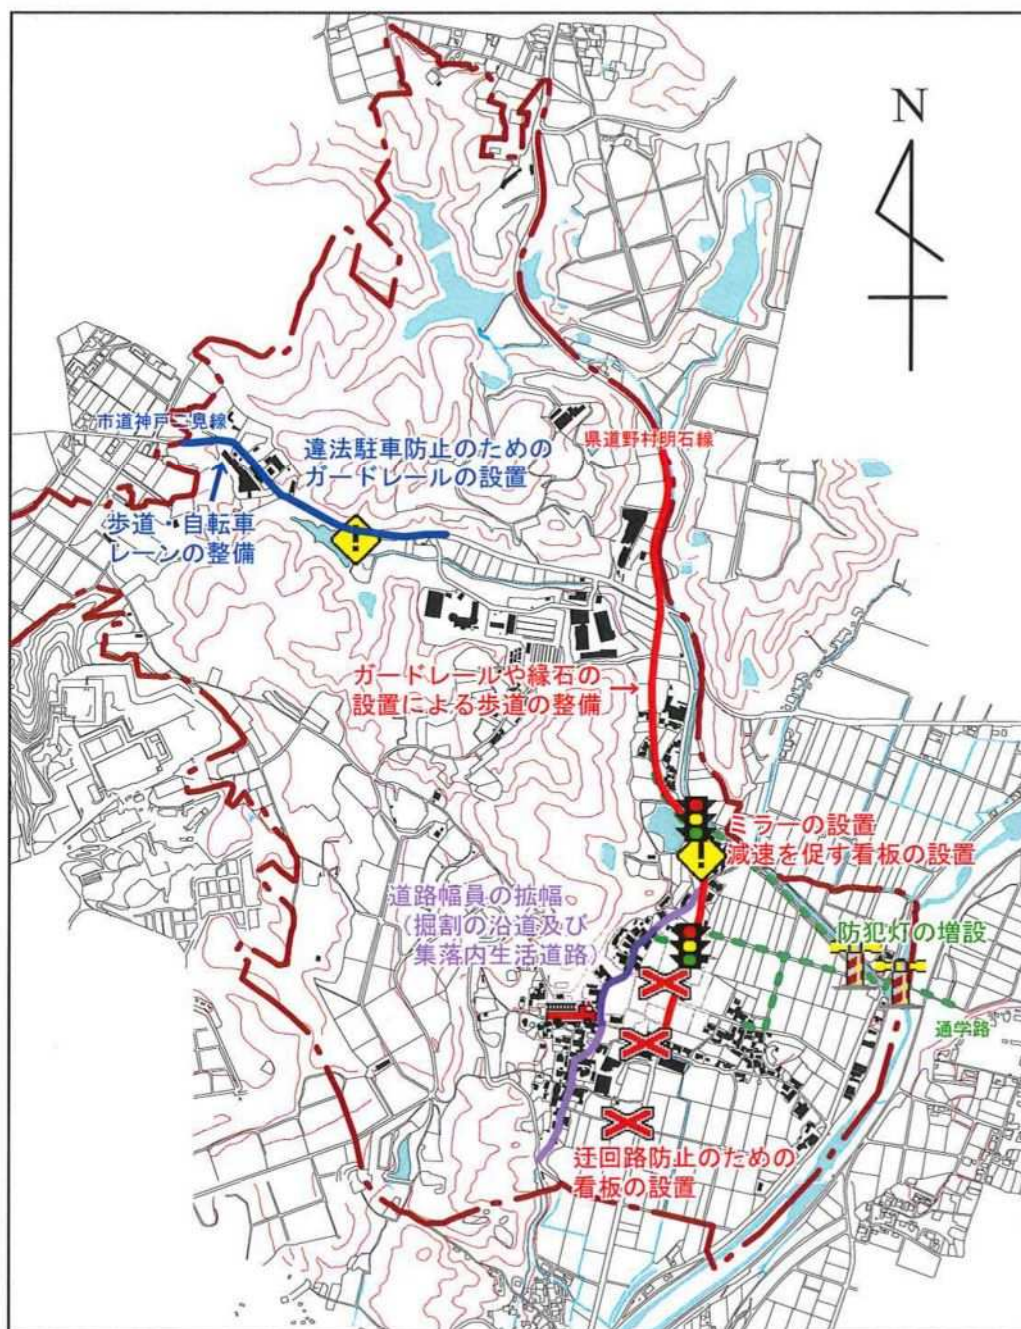 N
市道神戸二見線
違法駐車防止のための
ガードレールの設置
県道野村明石線
歩道・自転車
レーンの整備
ガードレールや縁石の
設置による歩道の整備
ミラーの設置
減速を促す看板の設置
道路幅員の拡幅
(掘割の沿道及び
集落内生活道路)
防犯灯の増設
通学路
迂回路防止のための
看板の設置